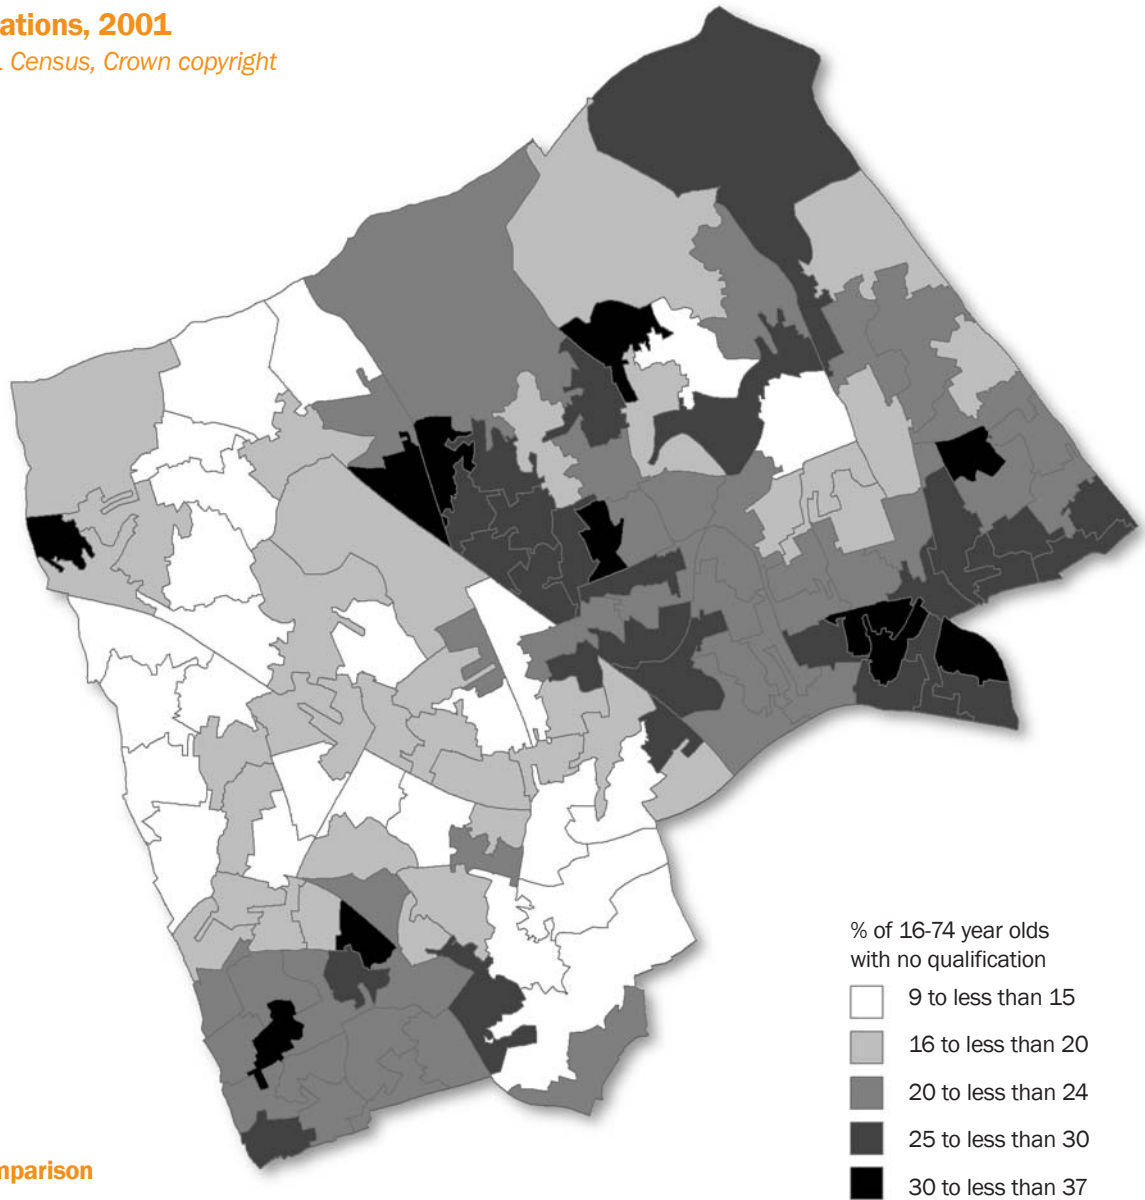 ations, 2001
. Census, Crown copyright
% of 16-74 year olds
with no qualification
9 to less than 15
16 to less than 20
20 to less than 24
25 to less than 30
30 to less than 37
mparison